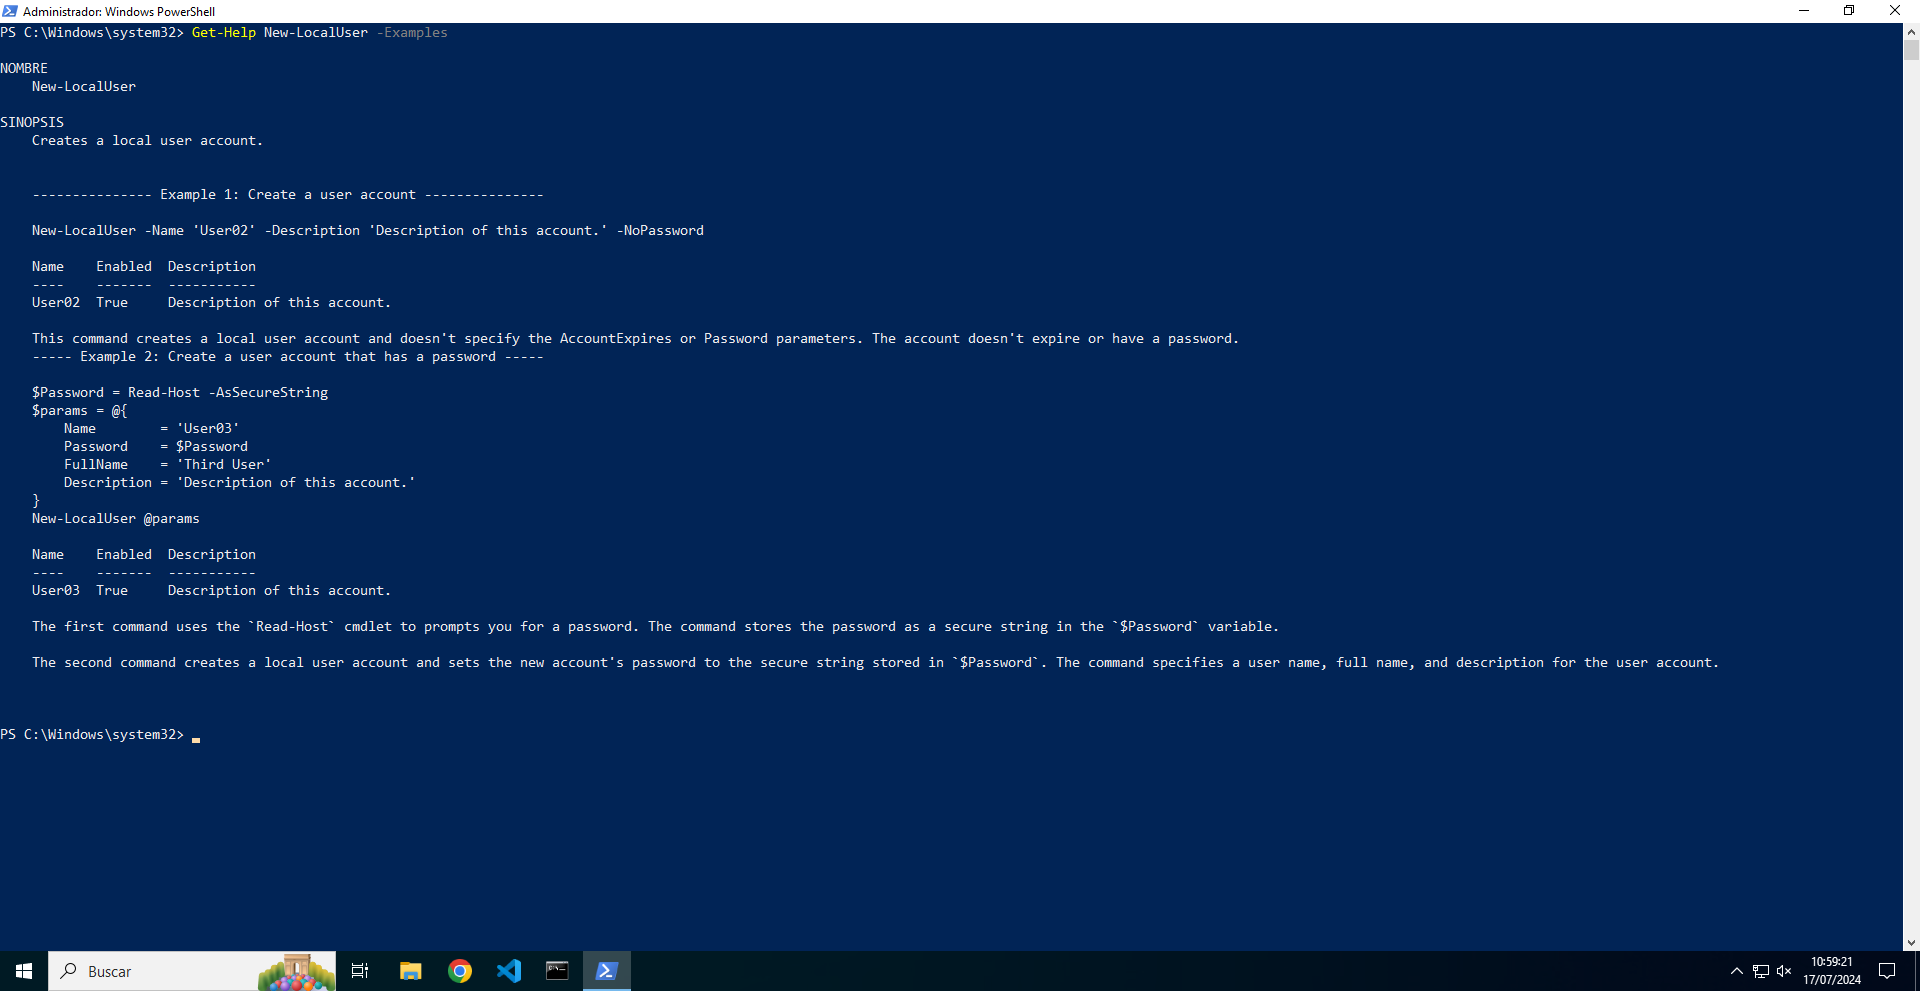 Administrador: Windows PowerShell
PS C:\Windows\system32> Get-Help New-LocalUser -Examples
NOMBRE
    New-LocalUser
SINOPSIS
    Creates a local user account.
    --------------- Example 1: Create a user account ---------------
    New-LocalUser -Name 'User02' -Description 'Description of this account.' -NoPassword
    Name    Enabled  Description
    ----    -------  -----------
    User02  True     Description of this account.
    This command creates a local user account and doesn't specify the AccountExpires or Password parameters. The account doesn't expire or have a password.
    ----- Example 2: Create a user account that has a password -----
    $Password = Read-Host -AsSecureString
    $params = @{
        Name        = 'User03'
        Password    = $Password
        FullName    = 'Third User'
        Description = 'Description of this account.'
    }
    New-LocalUser @params
    Name    Enabled  Description
    ----    -------  -----------
    User03  True     Description of this account.
    The first command uses the `Read-Host` cmdlet to prompts you for a password. The command stores the password as a secure string in the `$Password` variable.
    The second command creates a local user account and sets the new account's password to the secure string stored in `$Password`. The command specifies a user name, full name, and description for the user account.
PS C:\Windows\system32>
Buscar
10:59:21
17/07/2024